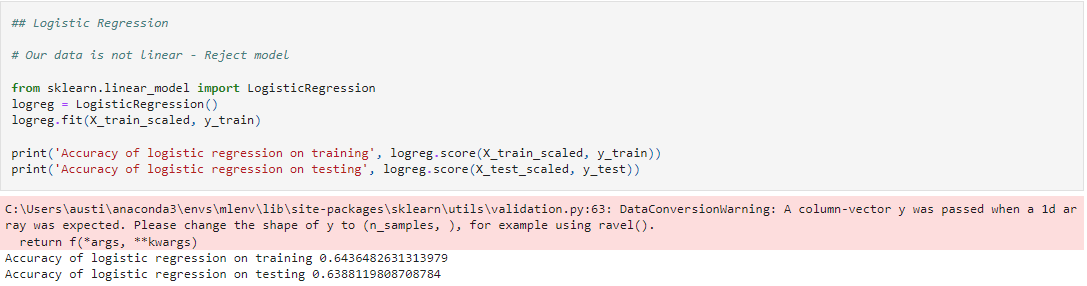 ## Logistic Regression
# Our data is not linear - Reject model
from sklearn.linear_model import LogisticRegression
logreg = LogisticRegression()
logreg.fit(X_train_scaled, y_train)
print('Accuracy of logistic regression on training', logreg.score(X_train_scaled, y_train))
print('Accuracy of logistic regression on testing', logreg.score(X_test_scaled, y_test))
C:\Users\austi\anaconda3\envs\mlenv\lib\site-packages\sklearn\utils\validation.py:63: DataConversionWarning: A column-vector y was passed when a 1d ar
ray was expected. Please change the shape of y to (n_samples, ), for example using ravel().
  return f(*args, **kwargs)
Accuracy of logistic regression on training 0.6436482631313979
Accuracy of logistic regression on testing 0.6388119808708784